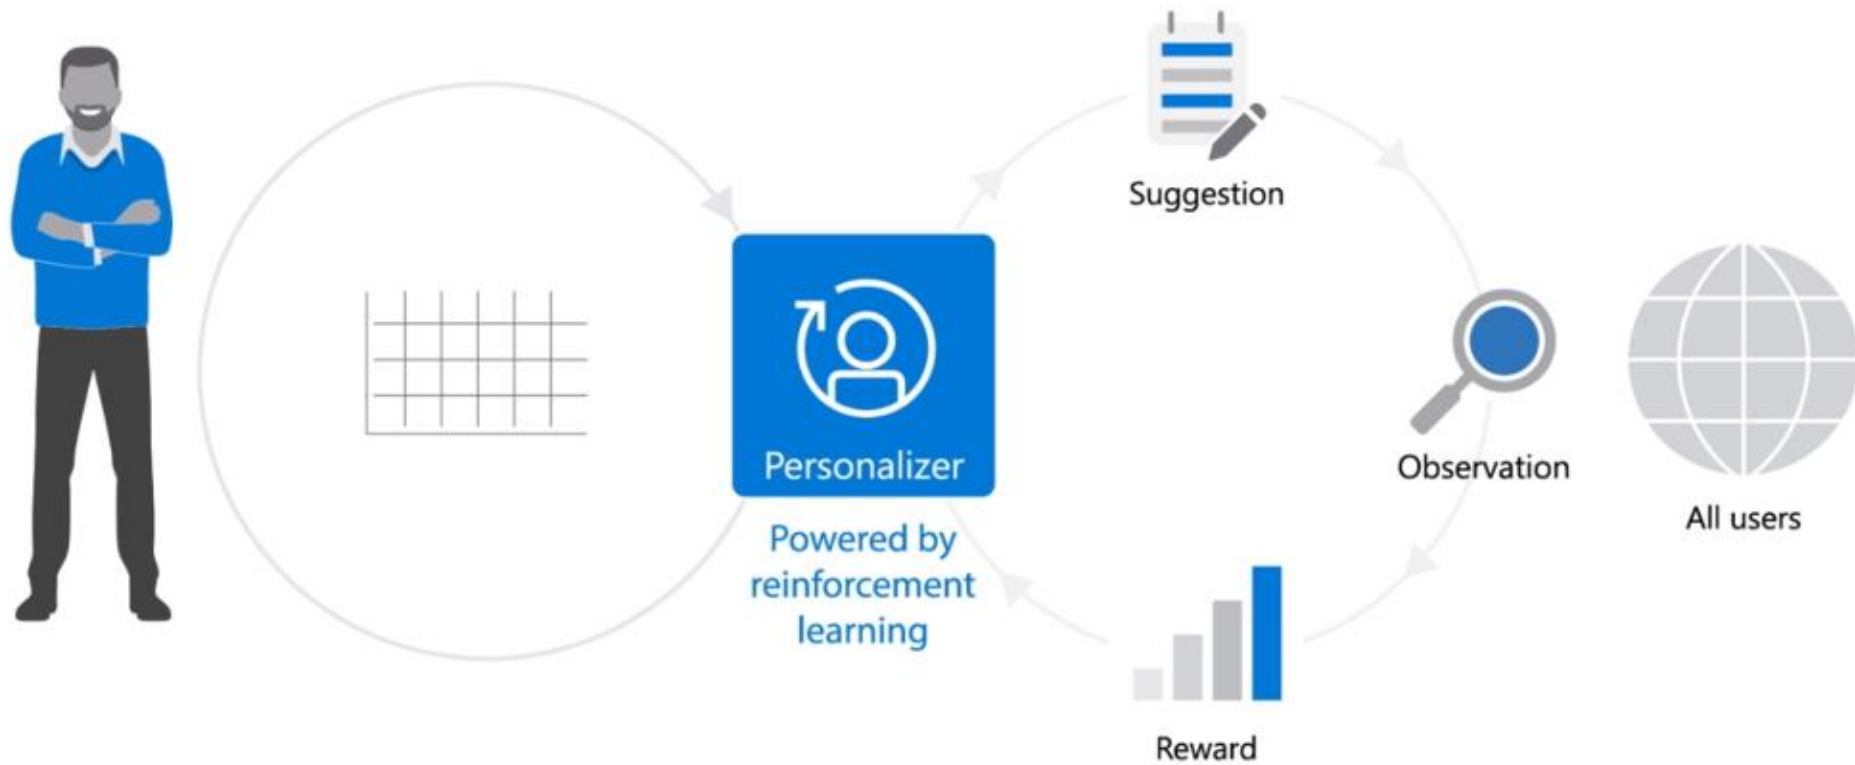 Suggestion
Personalizer
Observation
All users
Powered by
reinforcement
learning
Reward